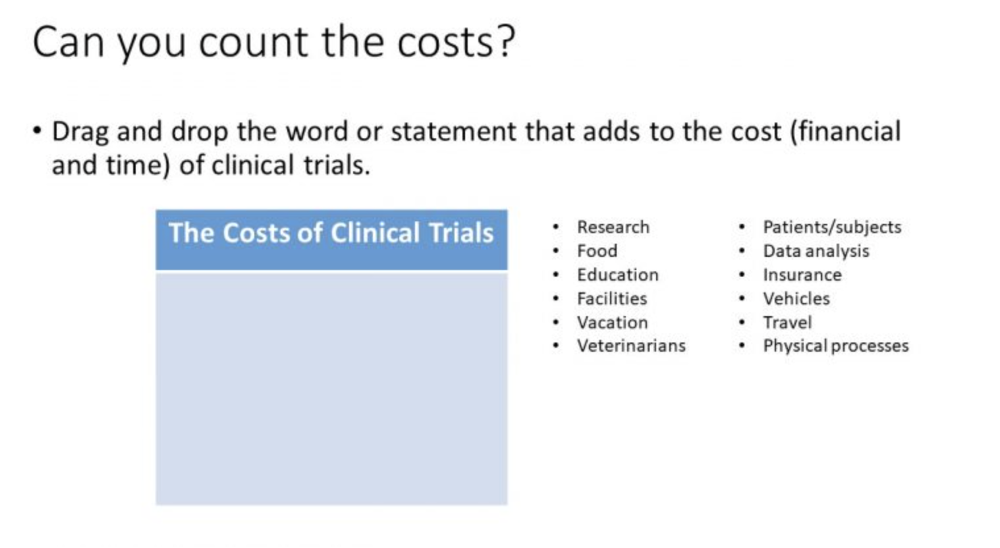 Can you count the costs?
• Drag and drop the word or statement that adds to the cost (financial
and time) of clinical trials.
The Costs of Clinical Trials
• Research
• Food
• Education
• Facilities
• Vacation
• Veterinarians
• Patients/subjects
• Data analysis
• Insurance
• Vehicles
• Travel
• Physical processes